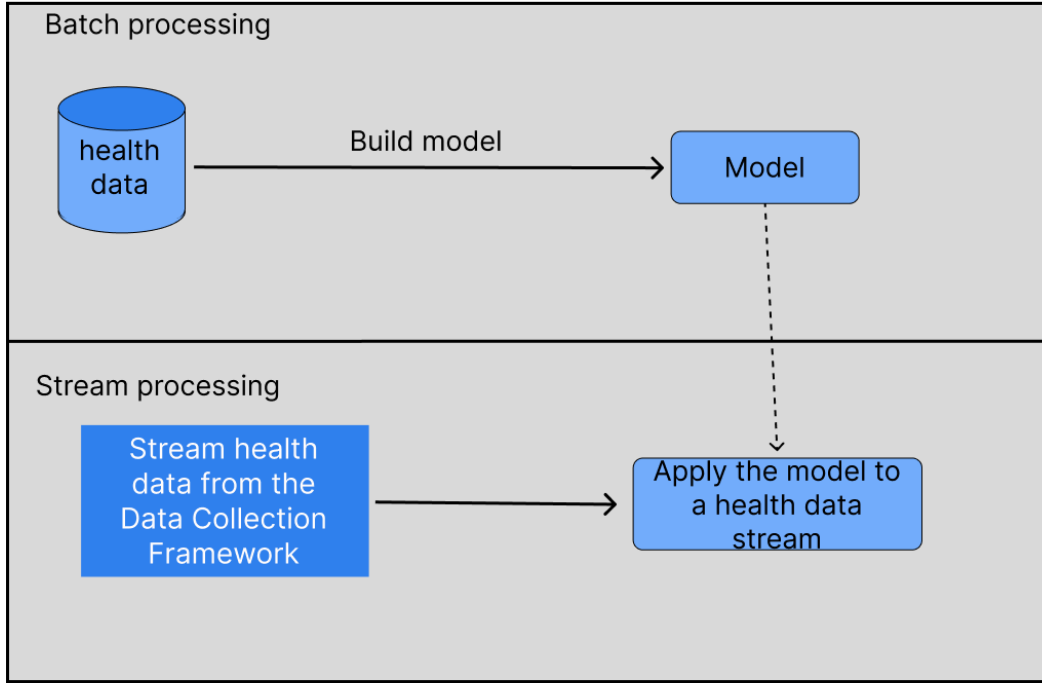 Batch processing
health
data
Build model
Model
Stream processing
Stream health
data from the
Data Collection
Framework
Apply the model to
a health data
stream